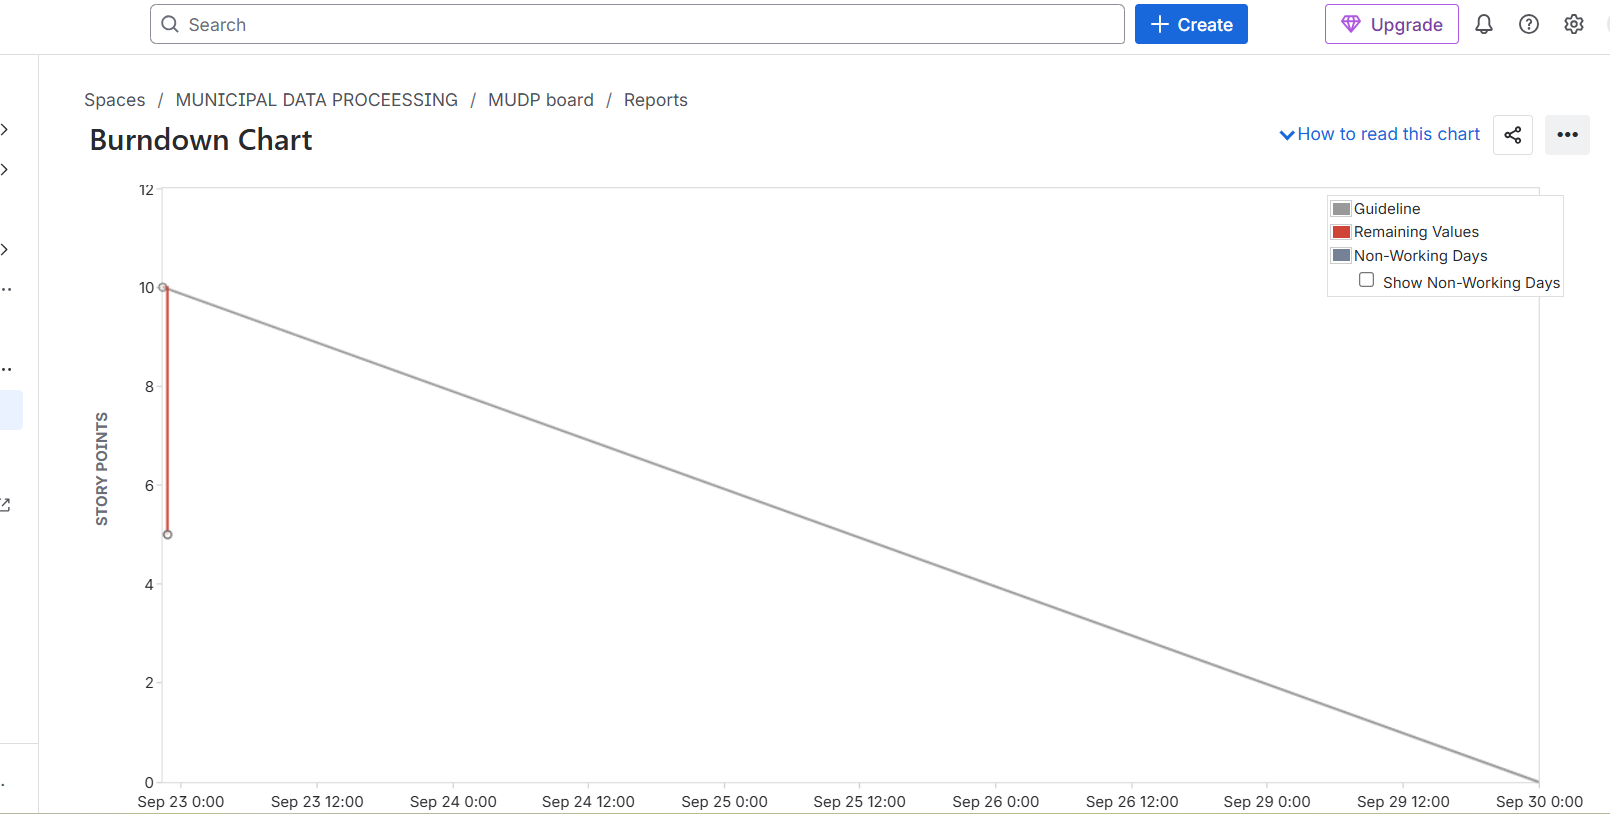 Search
Create
Upgrade
Spaces / MUNICIPAL DATA PROCEESSING / MUDP board / Reports
Burndown Chart
How to read this chart
12
10
8
6
4
2
0
STORY POINTS
Guideline
Remaining Values
Non-Working Days
Show Non-Working Days
Sep 23 0:00
Sep 23 12:00
Sep 24 0:00
Sep 24 12:00
Sep 25 0:00
Sep 25 12:00
Sep 26 0:00
Sep 26 12:00
Sep 29 0:00
Sep 29 12:00
Sep 30 0:00